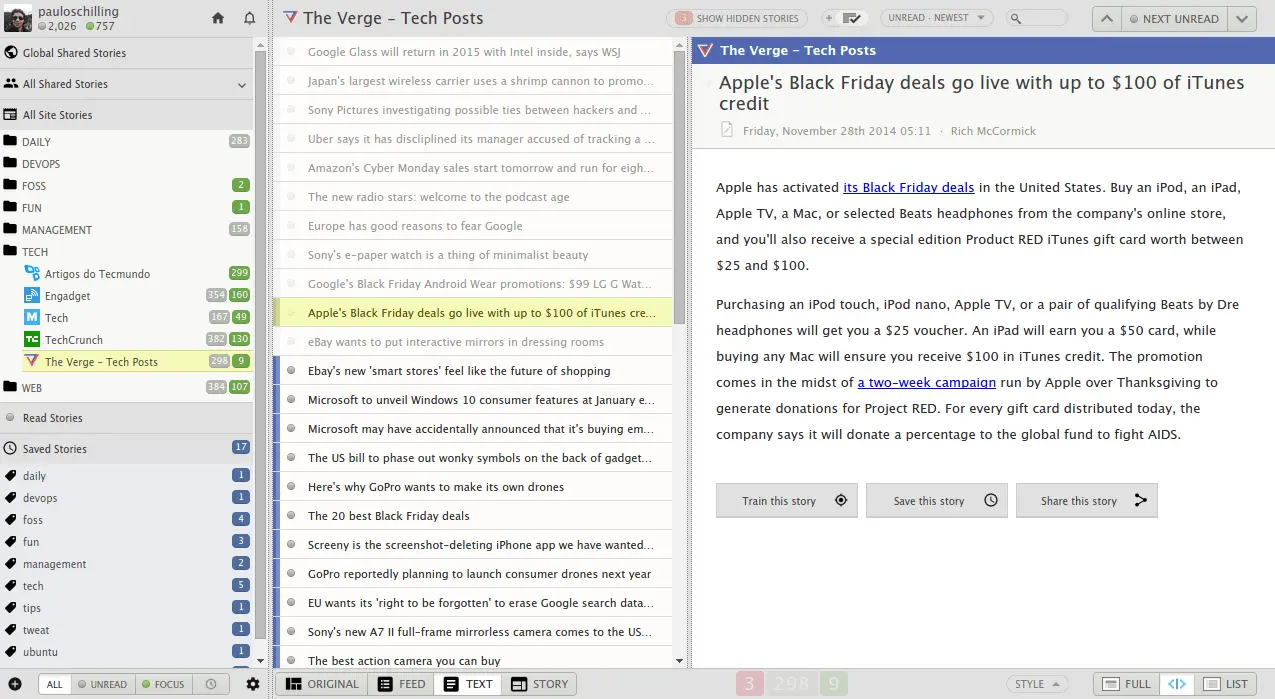 pauloschilling
2,026 757
Global Shared Stories
All Shared Stories
All Site Stories
DAILY 283
DEVOPS
FOSS 2
FUN 1
MANAGEMENT 158
TECH
Artigos do Tecmundo 299
Engadget 354 160
Tech 167 49
TechCrunch 382 130
The Verge - Tech Posts 298 9
WEB 384 107
Read Stories
Saved Stories 17
daily 1
devops 1
foss 4
fun 3
management 2
tech 5
tips 1
tweat 1
ubuntu 1
ALL UNREAD FOCUS
The Verge - Tech Posts
3 SHOW HIDDEN STORIES
UNREAD · NEWEST
NEXT UNREAD
Google Glass will return in 2015 with Intel inside, says WSJ
Japan's largest wireless carrier uses a shrimp cannon to promo...
Sony Pictures investigating possible ties between hackers and ...
Uber says it has discliplined its manager accused of tracking a ...
Amazon's Cyber Monday sales start tomorrow and run for eigh...
The new radio stars: welcome to the podcast age
Europe has good reasons to fear Google
Sony's e-paper watch is a thing of minimalist beauty
Google's Black Friday Android Wear promotions: $99 LG G Wat...
Apple's Black Friday deals go live with up to $100 of iTunes cre...
eBay wants to put interactive mirrors in dressing rooms
Ebay's new 'smart stores' feel like the future of shopping
Microsoft to unveil Windows 10 consumer features at January e...
Microsoft may have accidentally announced that it's buying em...
The US bill to phase out wonky symbols on the back of gadget...
Here's why GoPro wants to make its own drones
The 20 best Black Friday deals
Screeny is the screenshot-deleting iPhone app we have wanted...
GoPro reportedly planning to launch consumer drones next year
EU wants its 'right to be forgotten' to erase Google search data...
Sony's new A7 II full-frame mirrorless camera comes to the US...
The best action camera you can buy
The Verge - Tech Posts
Apple's Black Friday deals go live with up to $100 of iTunes
credit
Friday, November 28th 2014 05:11 · Rich McCormick
Apple has activated its Black Friday deals in the United States. Buy an iPod, an iPad,
Apple TV, a Mac, or selected Beats headphones from the company's online store,
and you'll also receive a special edition Product RED iTunes gift card worth between
$25 and $100.
Purchasing an iPod touch, iPod nano, Apple TV, or a pair of qualifying Beats by Dre
headphones will get you a $25 voucher. An iPad will earn you a $50 card, while
buying any Mac will ensure you receive $100 in iTunes credit. The promotion
comes in the midst of a two-week campaign run by Apple over Thanksgiving to
generate donations for Project RED. For every gift card distributed today, the
company says it will donate a percentage to the global fund to fight AIDS.
Train this story Save this story Share this story
ORIGINAL FEED TEXT STORY
3 298 9
STYLE FULL LIST